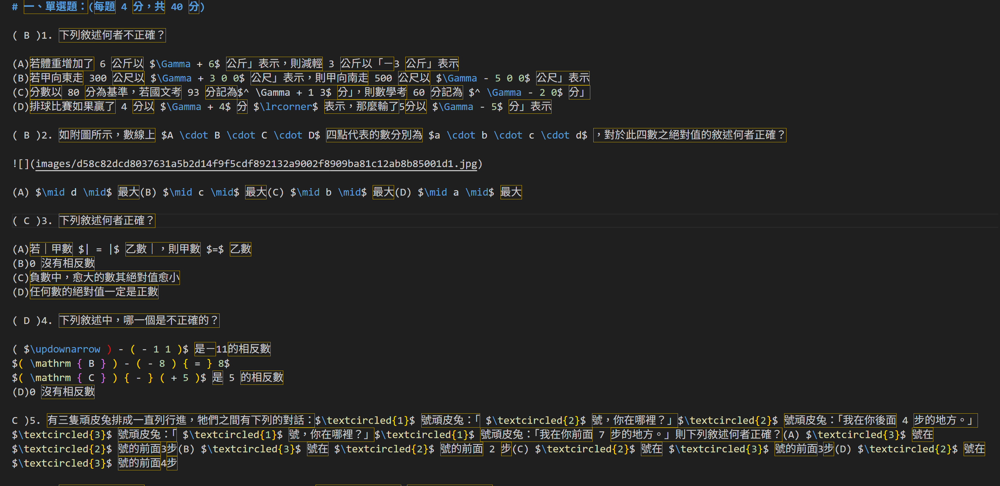 # 一、單選題：(每題 4 分，共 40 分)
( B )1. 下列敘述何者不正確？
(A)若體重增加了 6 公斤以 $\Gamma + 6$ 公斤」表示，則減輕 3 公斤以「－3 公斤」表示
(B)若甲向東走 300 公尺以 $\Gamma + 3 0 0$ 公尺」表示，則甲向南走 500 公尺以 $\Gamma - 5 0 0$ 公尺」表示
(C)分數以 80 分為基準，若國文考 93 分記為$^ \Gamma + 1 3$ 分」，則數學考 60 分記為 $^ \Gamma - 2 0$ 分」
(D)排球比賽如果贏了 4 分以 $\Gamma + 4$ 分 $\lrcorner$ 表示，那麼輸了5分以 $\Gamma - 5$ 分」表示
( B )2. 如附圖所示，數線上 $A \cdot B \cdot C \cdot D$ 四點代表的數分別為 $a \cdot b \cdot c \cdot d$ ，對於此四數之絕對值的敘述何者正確？
![](images/d58c82dcd8037631a5b2d14f9f5cdf892132a9002f8909ba81c12ab8b85001d1.jpg)
(A) $\mid d \mid$ 最大(B) $\mid c \mid$ 最大(C) $\mid b \mid$ 最大(D) $\mid a \mid$ 最大
( C )3. 下列敘述何者正確？
(A)若｜甲數 $| = |$ 乙數｜，則甲數 $=$ 乙數
(B)0 沒有相反數
(C)負數中，愈大的數其絕對值愈小
(D)任何數的絕對值一定是正數
( D )4. 下列敘述中，哪一個是不正確的？
( $\updownarrow ) - ( - 1 1 )$ 是－11的相反數
$( \mathrm { B } ) - ( - 8 ) { = } 8$
$( \mathrm { C } ) { - } ( + 5 )$ 是 5 的相反數
(D)0 沒有相反數
C )5. 有三隻頑皮兔排成一直列行進，牠們之間有下列的對話：$\textcircled{1}$ 號頑皮兔：「 $\textcircled{2}$ 號，你在哪裡？」$\textcircled{2}$ 號頑皮兔：「我在你後面 4 步的地方。」
$\textcircled{3}$ 號頑皮兔：「 $\textcircled{1}$ 號，你在哪裡？」$\textcircled{1}$ 號頑皮兔：「我在你前面 7 步的地方。」則下列敘述何者正確？(A) $\textcircled{3}$ 號在
$\textcircled{2}$ 號的前面3步(B) $\textcircled{3}$ 號在 $\textcircled{2}$ 號的前面 2 步(C) $\textcircled{2}$ 號在 $\textcircled{3}$ 號的前面3步(D) $\textcircled{2}$ 號在
$\textcircled{3}$ 號的前面4步